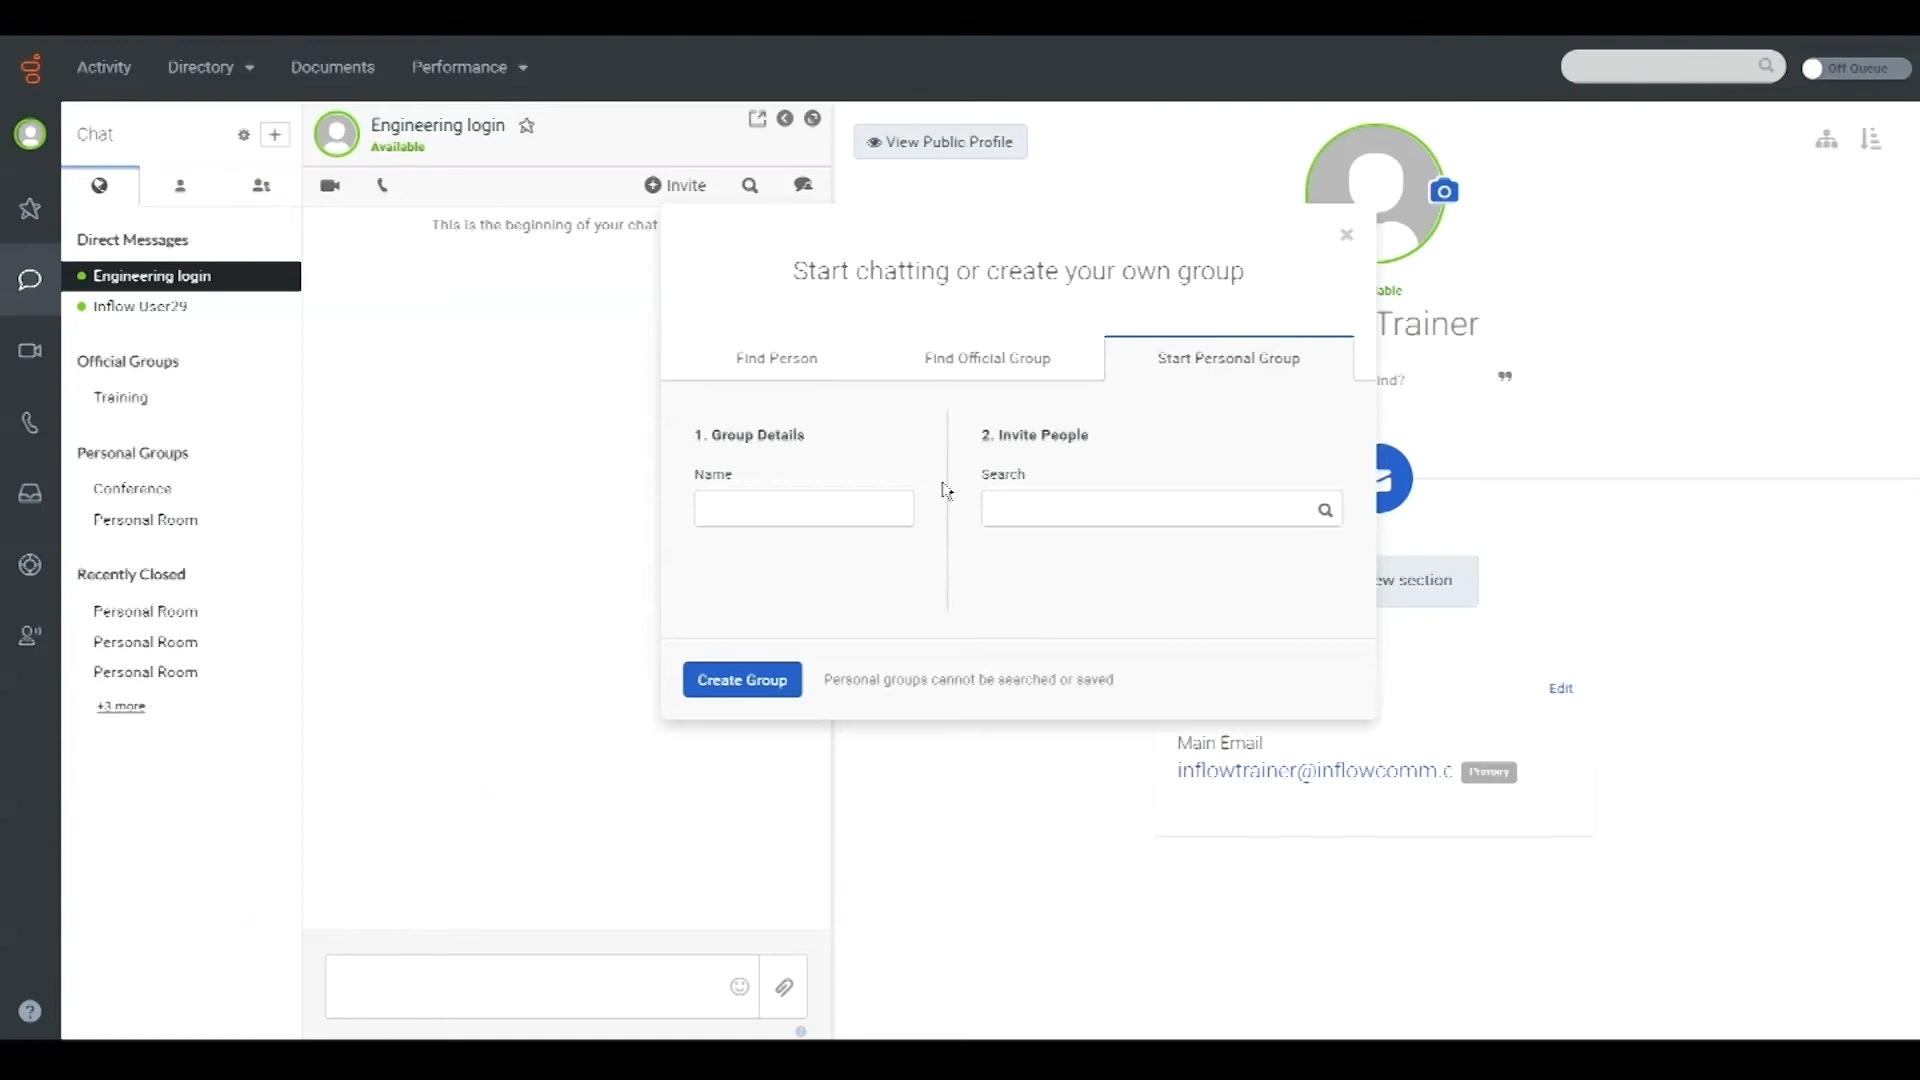 Activity
Directory
Documents
Performance
Off Queue
Chat
Engineering login
Available
View Public Profile
Invite
This is the beginning of your chat
Direct Messages
Engineering login
Inflow User29
Official Groups
Training
Personal Groups
Conference
Personal Room
Recently Closed
Personal Room
Personal Room
Personal Room
+3 more
Start chatting or create your own group
Find Person
Find Official Group
Start Personal Group
1. Group Details
Name
2. Invite People
Search
Create Group
Personal groups cannot be searched or saved
able
Trainer
ind?
ew section
Edit
Main Email
inflowtrainer@inflowcomm.c
Primary